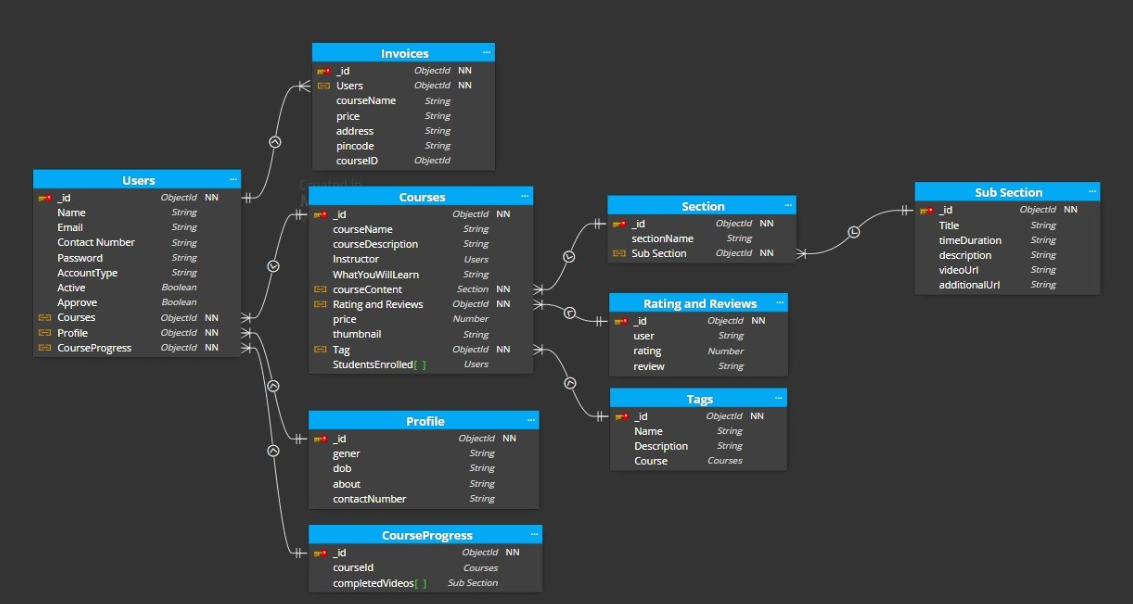 Invoices ...
_id ObjectId NN
Users ObjectId NN
courseName String
price String
address String
pincode String
courseID ObjectId
Users ...
_id ObjectId NN
Name String
Email String
Contact Number String
Password String
AccountType String
Active Boolean
Approve Boolean
Courses ObjectId NN
Profile ObjectId NN
CourseProgress ObjectId NN
Created in
Courses ...
_id ObjectId NN
courseName String
courseDescription String
Instructor Users
WhatYouWillLearn String
courseContent Section NN
Rating and Reviews ObjectId NN
price Number
thumbnail String
Tag ObjectId NN
StudentsEnrolled[ ] Users
Section ...
_id ObjectId NN
sectionName String
Sub Section ObjectId NN
Sub Section ...
_id ObjectId NN
Title String
timeDuration String
description String
videoUrl String
additionalUrl String
Rating and Reviews ...
_id ObjectId NN
user String
rating Number
review String
Tags ...
_id ObjectId NN
Name String
Description String
Course Courses
Profile ...
_id ObjectId NN
gener String
dob String
about String
contactNumber String
CourseProgress ...
_id ObjectId NN
courseId Courses
completedVideos[ ] Sub Section